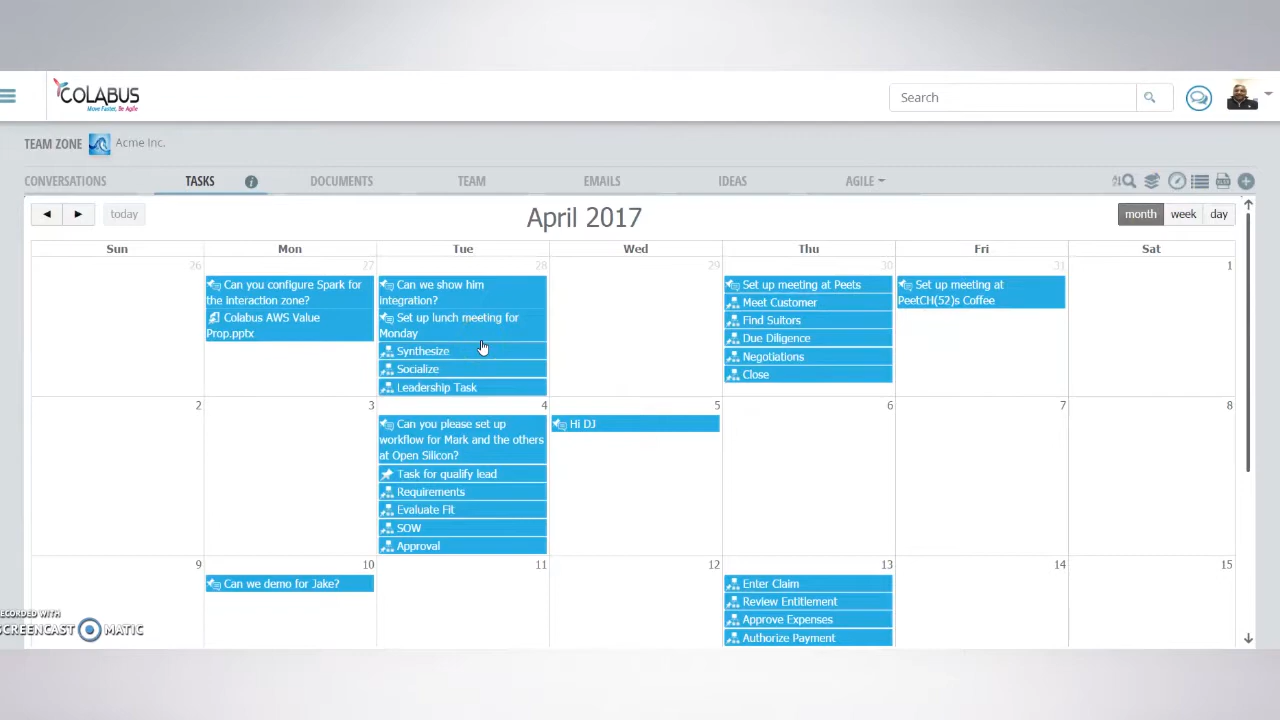 COLABUS
Move Faster, Be Agile
Search
TEAM ZONE Acme Inc.
CONVERSATIONS TASKS DOCUMENTS TEAM EMAILS IDEAS AGILE
today April 2017 month week day
Sun Mon Tue Wed Thu Fri Sat
26 27 28 29 30 31 1
Can you configure Spark for
the interaction zone?
Colabus AWS Value
Prop.pptx
Can we show him
integration?
Set up lunch meeting for
Monday
Synthesize
Socialize
Leadership Task
Set up meeting at Peets
Meet Customer
Find Suitors
Due Diligence
Negotiations
Close
Set up meeting at
PeetCH(52)s Coffee
2 3 4 5 6 7 8
Can you please set up
workflow for Mark and the others
at Open Silicon?
Task for qualify lead
Requirements
Evaluate Fit
SOW
Approval
Hi DJ
9 10 11 12 13 14 15
Can we demo for Jake?
Enter Claim
Review Entitlement
Approve Expenses
Authorize Payment
ECORDED WITH
SCREENCAST MATIC